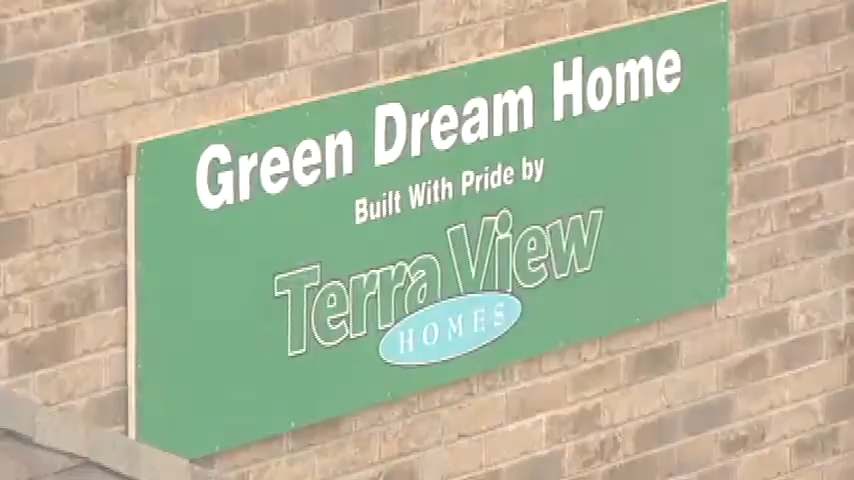 Green Dream Home
Built With Pride by
Terra View
HOMES